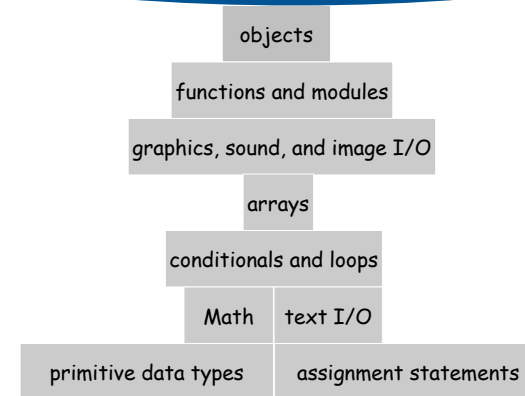 objects
functions and modules
graphics, sound, and image I/O
arrays
conditionals and loops
Math text I/O
primitive data types assignment statements